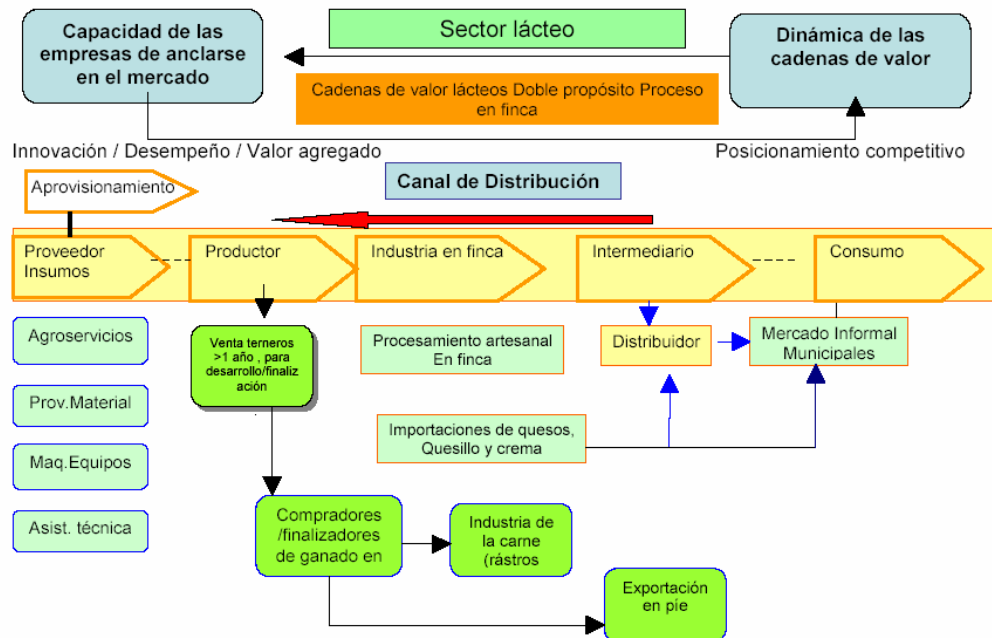 Capacidad de las
empresas de anclarse
en el mercado
Sector lácteo
Dinámica de las
cadenas de valor
Cadenas de valor lácteos Doble propósito Proceso
en finca
Innovación / Desempeño / Valor agregado
Posicionamiento competitivo
Aprovisionamiento
Canal de Distribución
Proveedor
Insumos
Productor
Industria en finca
Intermediario
Consumo
Agroservicios
Prov.Material
Maq.Equipos
Asist. técnica
Venta terneros
>1 año , para
desarrollo/finaliz
ación
Procesamiento artesanal
En finca
Distribuidor
Mercado Informal
Municipales
Importaciones de quesos,
Quesillo y crema
Compradores
/finalizadores
de ganado en
Industria de
la carne
(rástros
Exportación
en píe